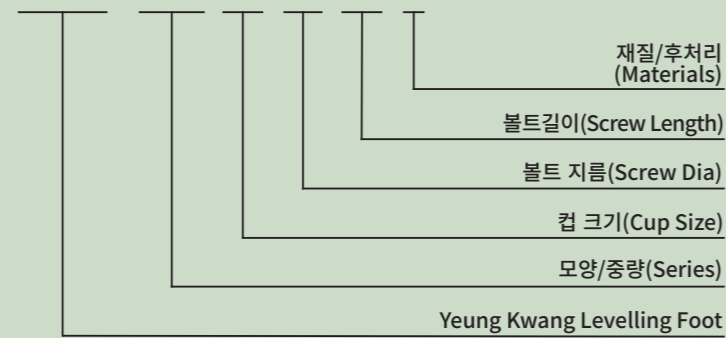 재질/후처리
(Materials)
볼트길이(Screw Length)
볼트 지름(Screw Dia)
컵 크기(Cup Size)
모양/중량(Series)
Yeung Kwang Levelling Foot